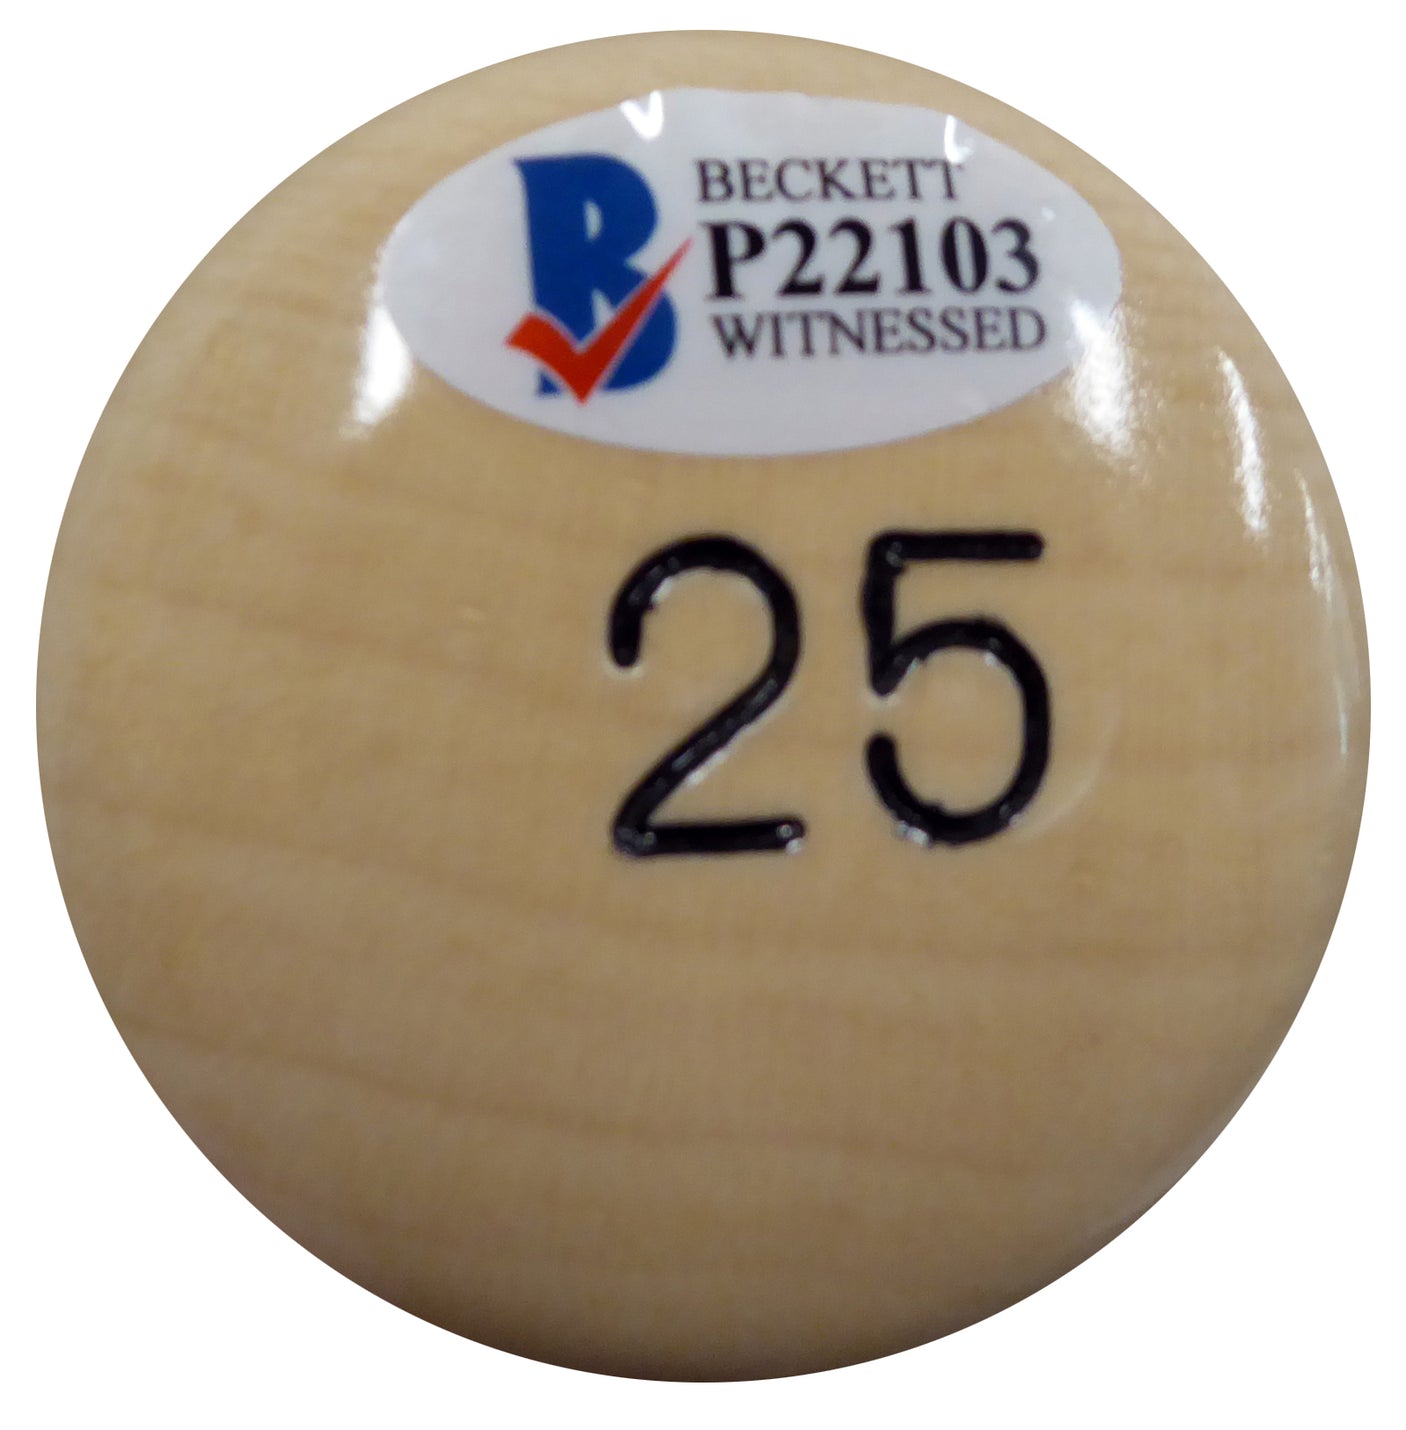 B
BECKETT
P22103
WITNESSED
25